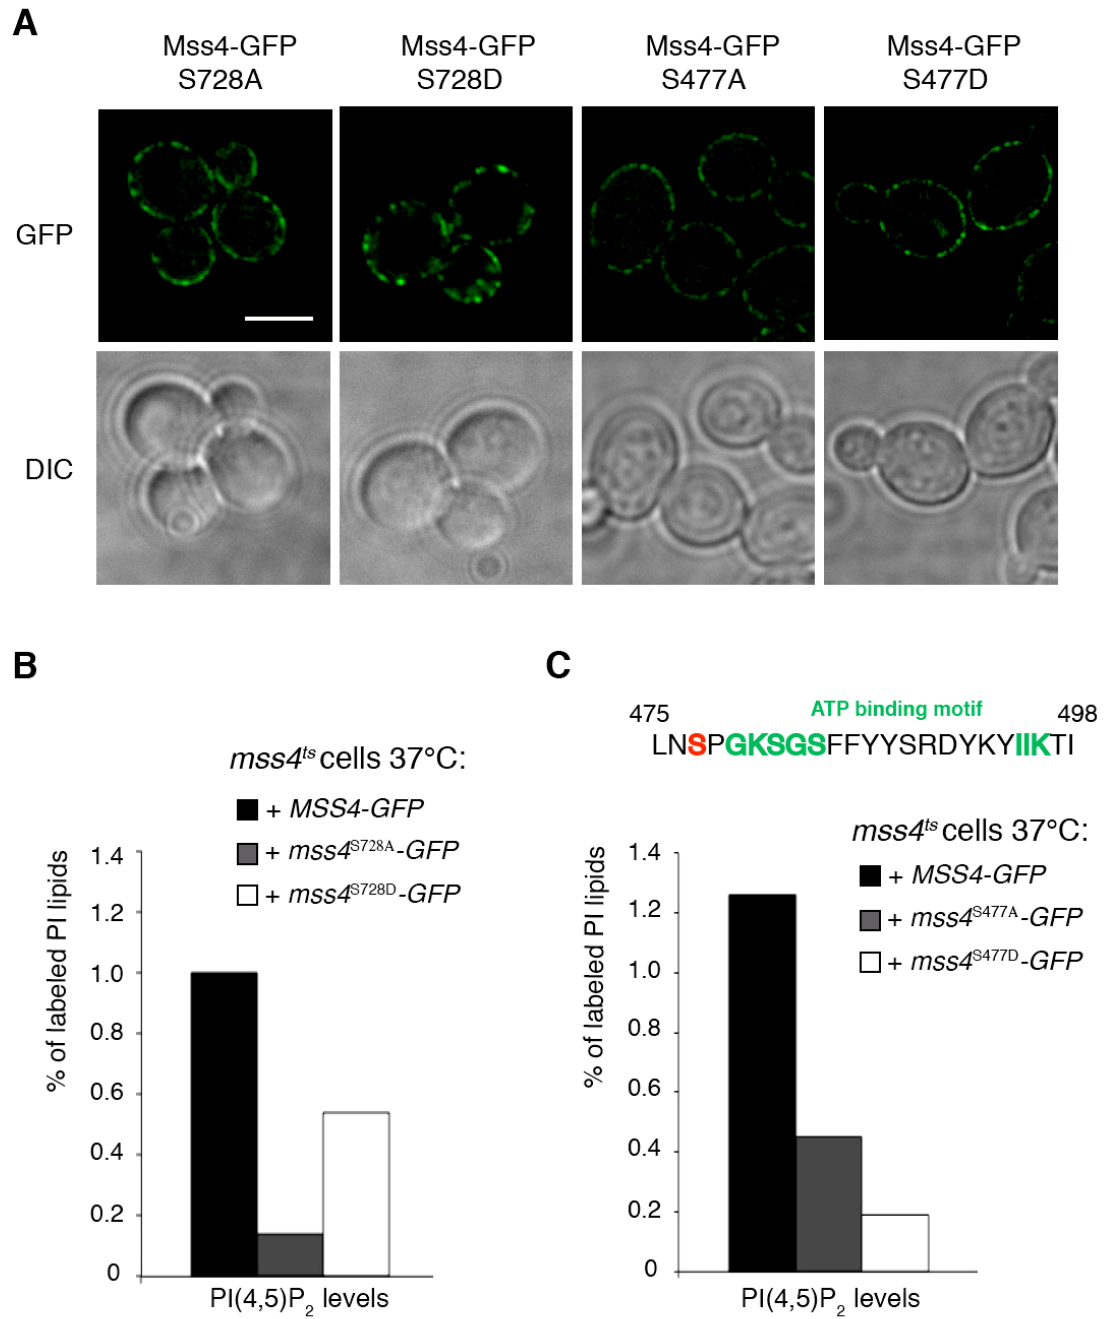 A
Mss4-GFP Mss4-GFP Mss4-GFP Mss4-GFP
S728A S728D S477A S477D
GFP
DIC
B
mss4ts cells 37°C:
+ MSS4-GFP
+ mss4S728A-GFP
+ mss4S728D-GFP
% of labeled PI lipids
1.4
1.2
1.0
0.8
0.6
0.4
0.2
0
PI(4,5)P2 levels
C
ATP binding motif
475 498
LNSPGKSGSFFYYSRDYKYIIKTI
mss4ts cells 37°C:
+ MSS4-GFP
+ mss4S477A-GFP
+ mss4S477D-GFP
% of labeled PI lipids
1.4
1.2
1.0
0.8
0.6
0.4
0.2
0
PI(4,5)P2 levels